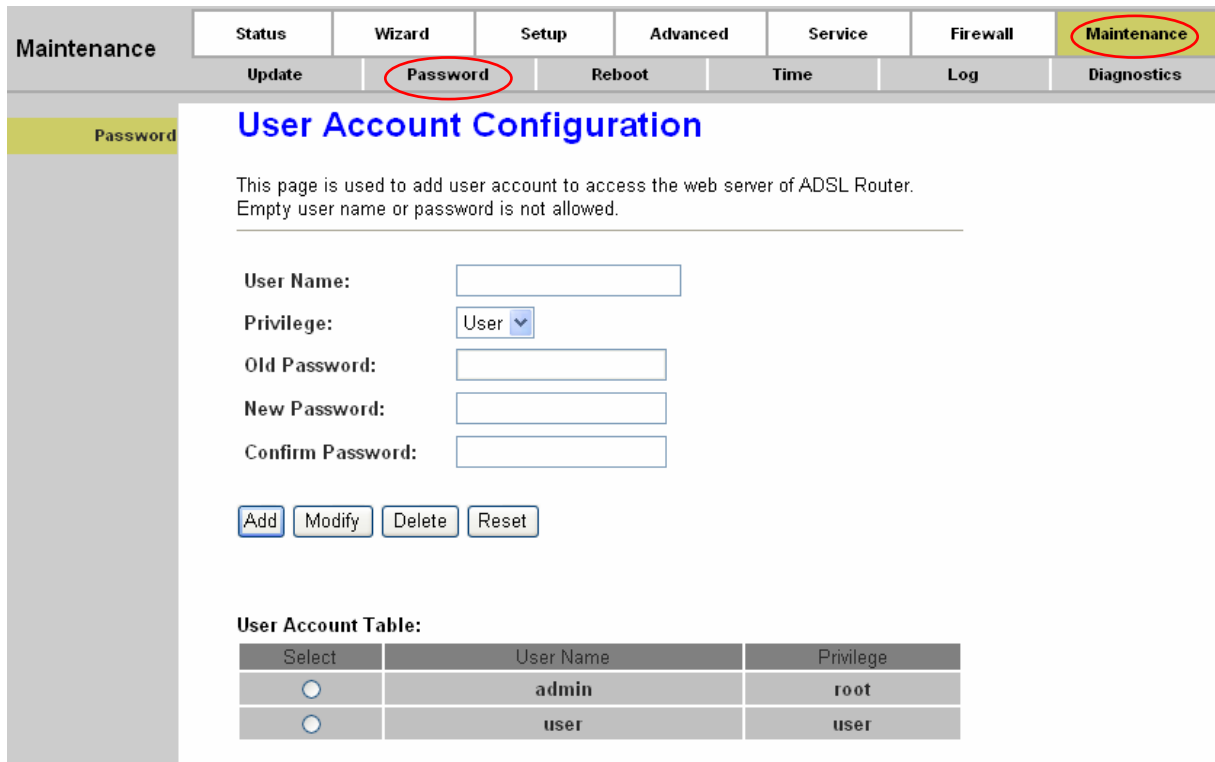 Maintenance
Status Wizard Setup Advanced Service Firewall Maintenance
Update Password Reboot Time Log Diagnostics
Password
User Account Configuration
This page is used to add user account to access the web server of ADSL Router.
Empty user name or password is not allowed.
User Name:
Privilege: User
Old Password:
New Password:
Confirm Password:
Add Modify Delete Reset
User Account Table:
Select User Name Privilege
admin root
user user